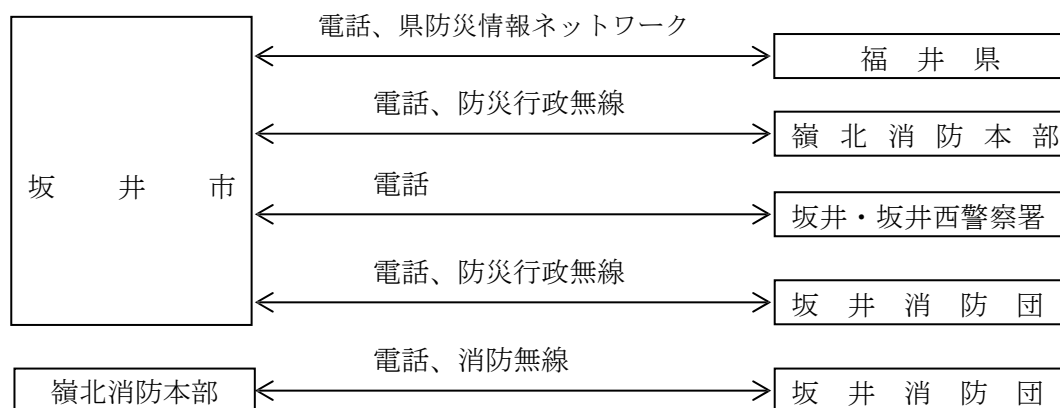 電話、県防災情報ネットワーク
福井県
電話、防災行政無線
嶺北消防本部
坂井市
電話
坂井・坂井西警察署
電話、防災行政無線
坂井消防団
電話、消防無線
嶺北消防本部
坂井消防団